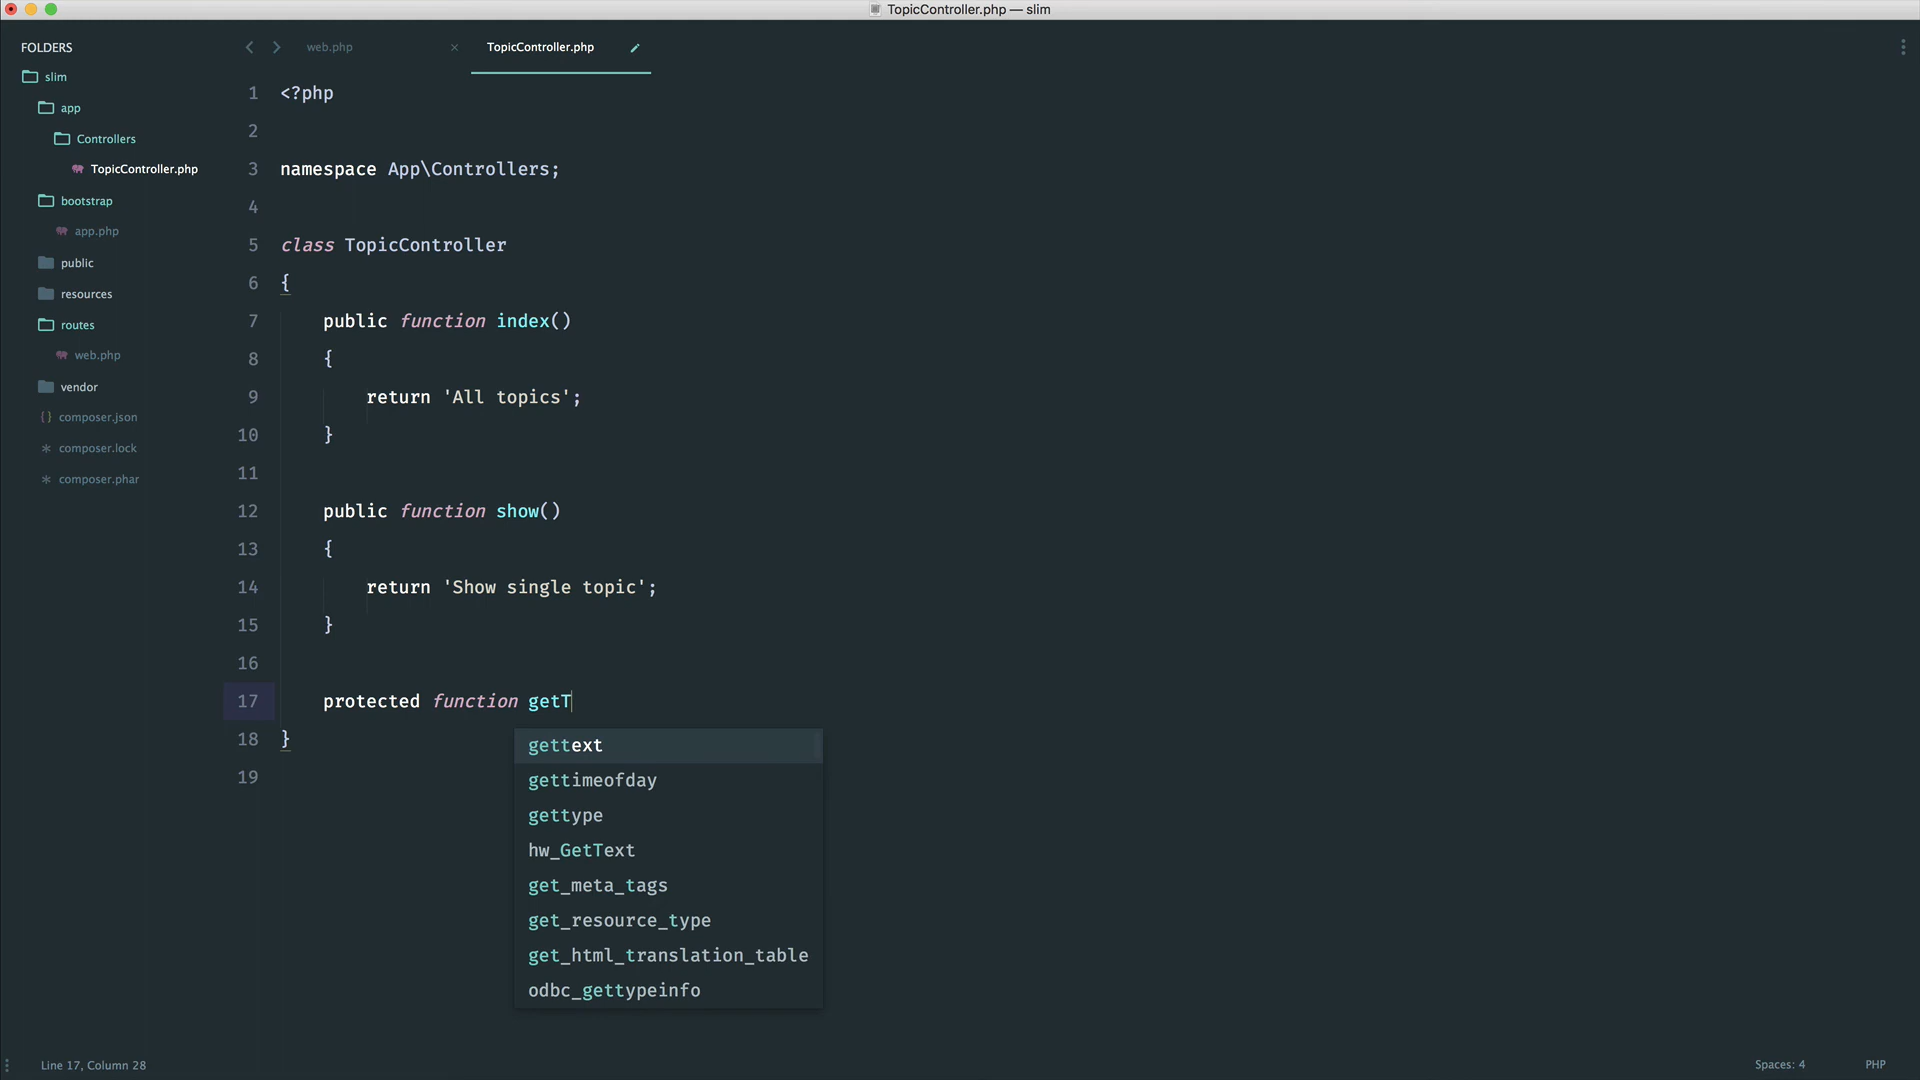 TopicController.php — slim
FOLDERS
slim
app
Controllers
TopicController.php
bootstrap
app.php
public
resources
routes
web.php
vendor
{} composer.json
* composer.lock
* composer.phar
web.php ×
TopicController.php
1 <?php
2
3 namespace App\Controllers;
4
5 class TopicController
6 {
7 public function index()
8 {
9 return 'All topics';
10 }
11
12 public function show()
13 {
14 return 'Show single topic';
15 }
16
17 protected function getT
18 }
19
gettext
gettimeofday
gettype
hw_GetText
get_meta_tags
get_resource_type
get_html_translation_table
odbc_gettypeinfo
Line 17, Column 28
Spaces: 4
PHP